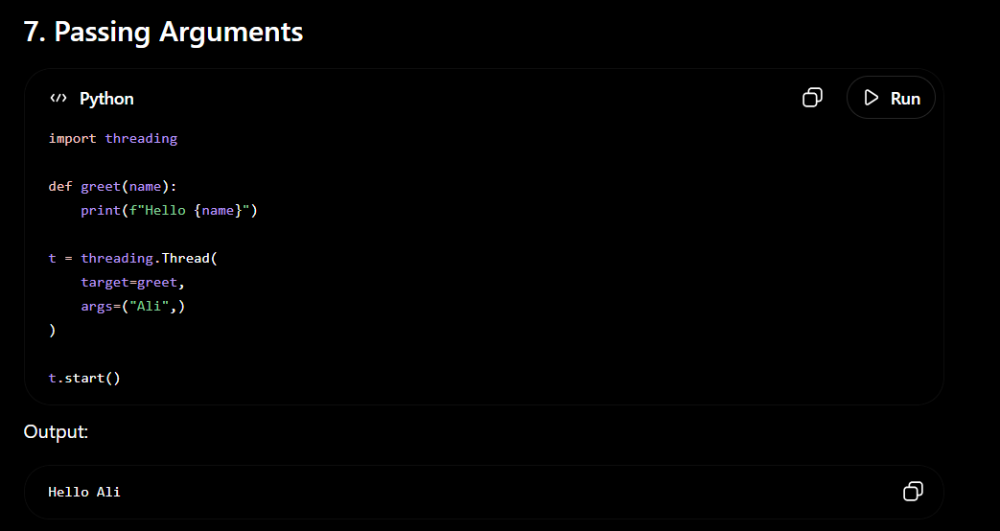 7. Passing Arguments
Python
Run
import threading
def greet(name):
    print(f"Hello {name}")
t = threading.Thread(
    target=greet,
    args=("Ali",)
)
t.start()
Output:
Hello Ali